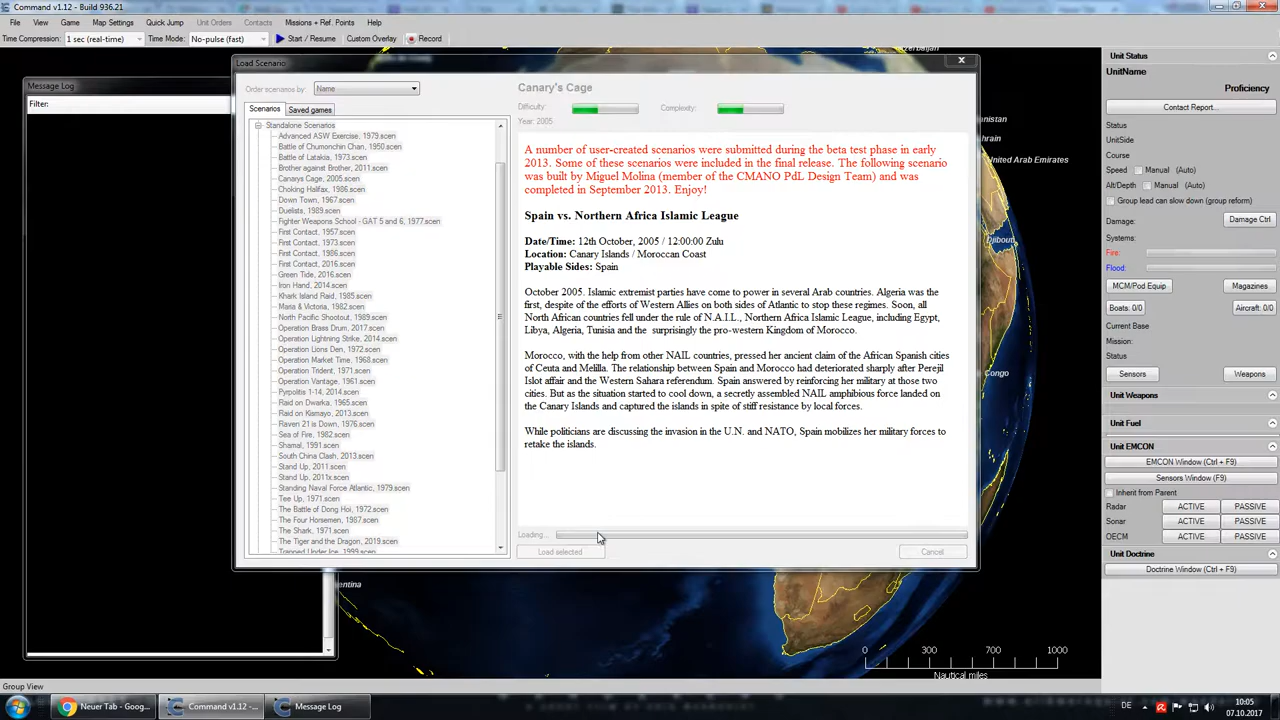 Command v1.12 - Build 936.21
File View Game Map Settings Quick Jump Unit Orders Contacts Missions + Ref. Points Help
Time Compression: 1 sec (real-time) Time Mode: No-pulse (fast) Start / Resume Custom Overlay Record
Message Log
Filter:
Load Scenario
Order scenarios by: Name
Scenarios Saved games
Standalone Scenarios
Advanced ASW Exercise, 1979.scen
Battle of Chumonchin Chan, 1950.scen
Battle of Latakia, 1973.scen
Brother against Brother, 2011.scen
Canarys Cage, 2005.scen
Choking Halifax, 1986.scen
Down Town, 1967.scen
Duelists, 1989.scen
Fighter Weapons School - GAT 5 and 6, 1977.scen
First Contact, 1957.scen
First Contact, 1973.scen
First Contact, 1986.scen
First Contact, 2016.scen
Green Tide, 2016.scen
Iron Hand, 2014.scen
Khark Island Raid, 1985.scen
Maria & Victoria, 1982.scen
North Pacific Shootout, 1989.scen
Operation Brass Drum, 2017.scen
Operation Lightning Strike, 2014.scen
Operation Lions Den, 1972.scen
Operation Market Time, 1968.scen
Operation Trident, 1971.scen
Operation Vantage, 1961.scen
Pyrpolitis 1-14, 2014.scen
Raid on Dwarka, 1965.scen
Raid on Kismayo, 2013.scen
Raven 21 is Down, 1976.scen
Sea of Fire, 1982.scen
Shamal, 1991.scen
South China Clash, 2013.scen
Stand Up, 2011.scen
Stand Up, 2011x.scen
Standing Naval Force Atlantic, 1979.scen
Tee Up, 1971.scen
The Battle of Dong Hoi, 1972.scen
The Four Horsemen, 1987.scen
The Shark, 1971.scen
The Tiger and the Dragon, 2019.scen
Trapped Under Ice, 1999.scen
Canary's Cage
Difficulty: Complexity:
Year: 2005
A number of user-created scenarios were submitted during the beta test phase in early
2013. Some of these scenarios were included in the final release. The following scenario
was built by Miguel Molina (member of the CMANO PdL Design Team) and was
completed in September 2013. Enjoy!
Spain vs. Northern Africa Islamic League
Date/Time: 12th October, 2005 / 12:00:00 Zulu
Location: Canary Islands / Moroccan Coast
Playable Sides: Spain
October 2005. Islamic extremist parties have come to power in several Arab countries. Algeria was the
first, despite of the efforts of Western Allies on both sides of Atlantic to stop these regimes. Soon, all
North African countries fell under the rule of N.A.I.L., Northern Africa Islamic League, including Egypt,
Libya, Algeria, Tunisia and the surprisingly the pro-western Kingdom of Morocco.
Morocco, with the help from other NAIL countries, pressed her ancient claim of the African Spanish cities
of Ceuta and Melilla. The relationship between Spain and Morocco had deteriorated sharply after Perejil
Islot affair and the Western Sahara referendum. Spain answered by reinforcing her military at those two
cities. But as the situation started to cool down, a secretly assembled NAIL amphibious force landed on
the Canary Islands and captured the islands in spite of stiff resistance by local forces.
While politicians are discussing the invasion in the U.N. and NATO, Spain mobilizes her military forces to
retake the islands.
Loading...
Load selected Cancel
Azerbaijan
United Arab Emirates
Djibouti
Congo
0 300 700 1000
Nautical miles
Unit Status
UnitName
Proficiency
Contact Report...
Status
UnitSide
Course
Speed Manual (Auto)
Alt/Depth Manual (Auto)
Group lead can slow down (group reform)
Damage: Damage Ctrl
Systems:
Fire:
Flood:
MCM/Pod Equip Magazines
Boats: 0/0 Aircraft: 0/0
Current Base
Mission:
Status
Sensors Weapons
Unit Weapons
Unit Fuel
Unit EMCON
EMCON Window (Ctrl + F9)
Sensors Window (F9)
Inherit from Parent
Radar ACTIVE PASSIVE
Sonar ACTIVE PASSIVE
OECM ACTIVE PASSIVE
Unit Doctrine
Doctrine Window (Ctrl + F9)
Group View
Neuer Tab - Goog... Command v1.12 -... Message Log
DE 10:05
07.10.2017